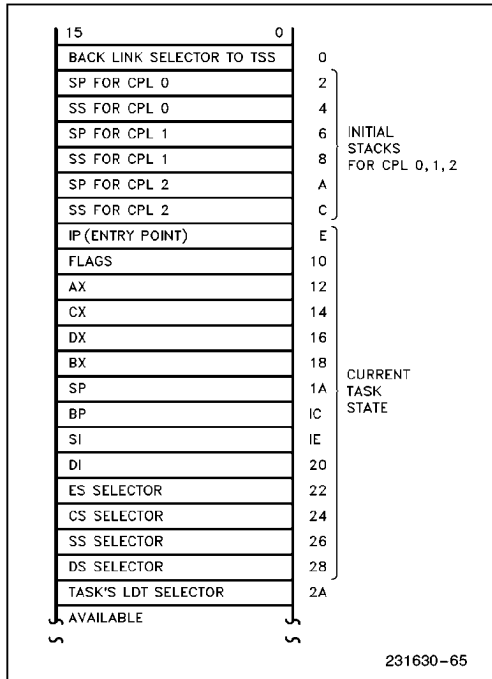 15 0
BACK LINK SELECTOR TO TSS 0
SP FOR CPL 0 2
SS FOR CPL 0 4
SP FOR CPL 1 6
SS FOR CPL 1 8
SP FOR CPL 2 A
SS FOR CPL 2 C
INITIAL
STACKS
FOR CPL 0, 1, 2
IP (ENTRY POINT) E
FLAGS 10
AX 12
CX 14
DX 16
BX 18
SP 1A
BP IC
SI IE
DI 20
ES SELECTOR 22
CS SELECTOR 24
SS SELECTOR 26
DS SELECTOR 28
CURRENT
TASK
STATE
TASK'S LDT SELECTOR 2A
AVAILABLE
231630-65